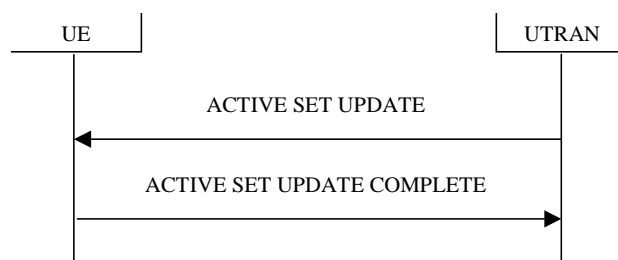 UE
UTRAN
ACTIVE SET UPDATE
ACTIVE SET UPDATE COMPLETE